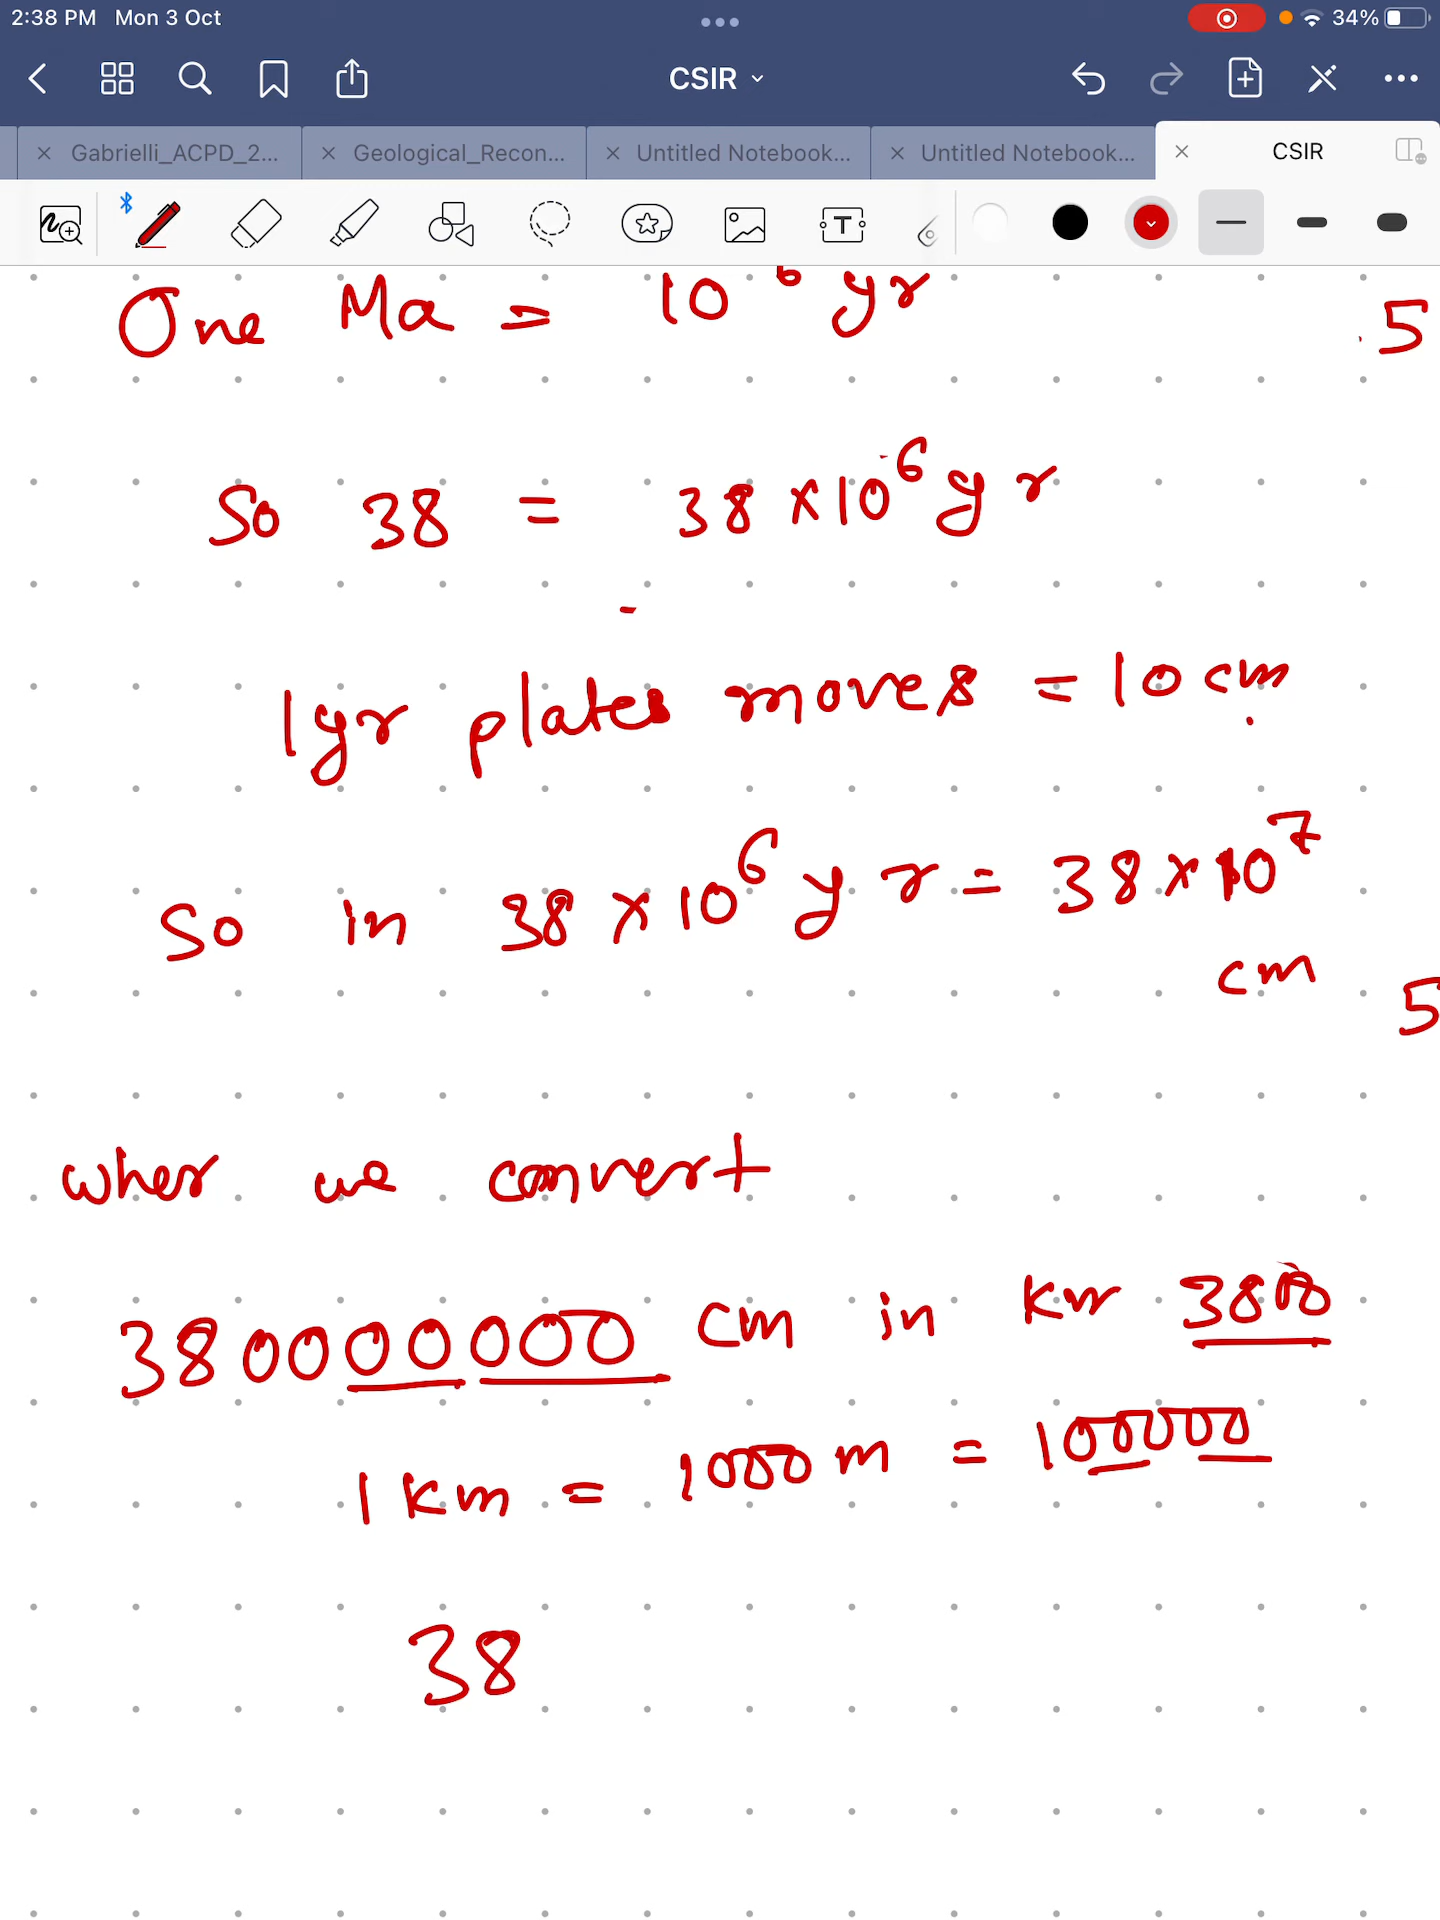 2:38 PM Mon 3 Oct 34%
CSIR
Gabrielli_ACPD_2... Geological_Recon... Untitled Notebook... Untitled Notebook... CSIR
T
One Ma = 10⁶ yr .5
So 38 = 38 × 10⁶ yr
1yr plates moves = 10 cm
So in 38 × 10⁶ yr = 38 × 10⁷
cm 5
when we convert
380000000 cm in Km 3800
1 Km = 1000 m = 100000
38